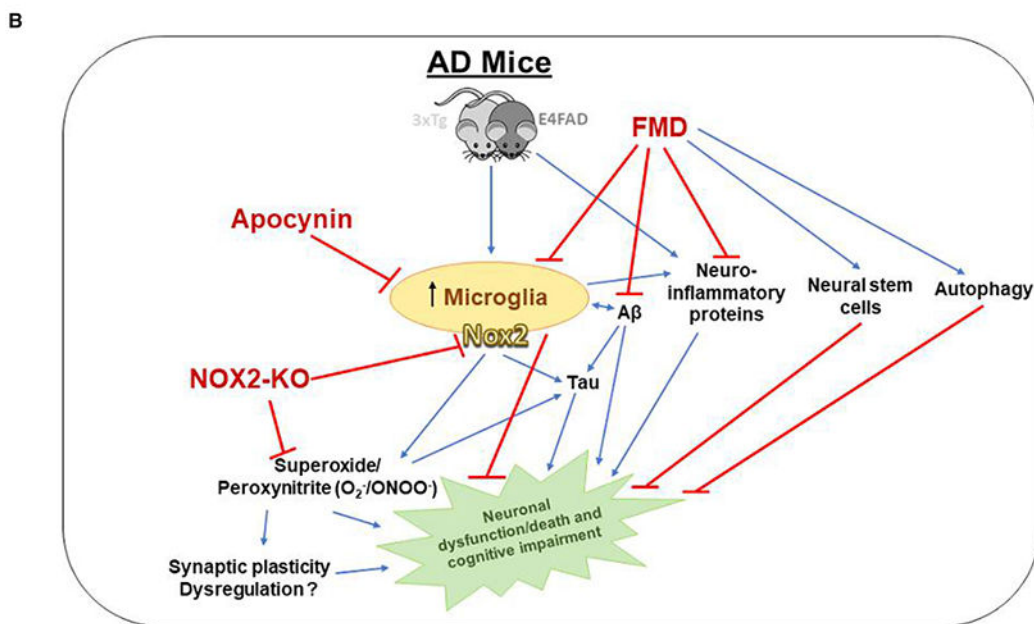 B
AD Mice
3xTg
E4FAD
FMD
Apocynin
↑ Microglia
Nox2
Neuro-
inflammatory
proteins
Neural stem
cells
Autophagy
Aβ
NOX2-KO
Tau
Superoxide/
Peroxynitrite (O₂⁻/ONOO⁻)
Neuronal
dysfunction/death and
cognitive impairment
Synaptic plasticity
Dysregulation ?